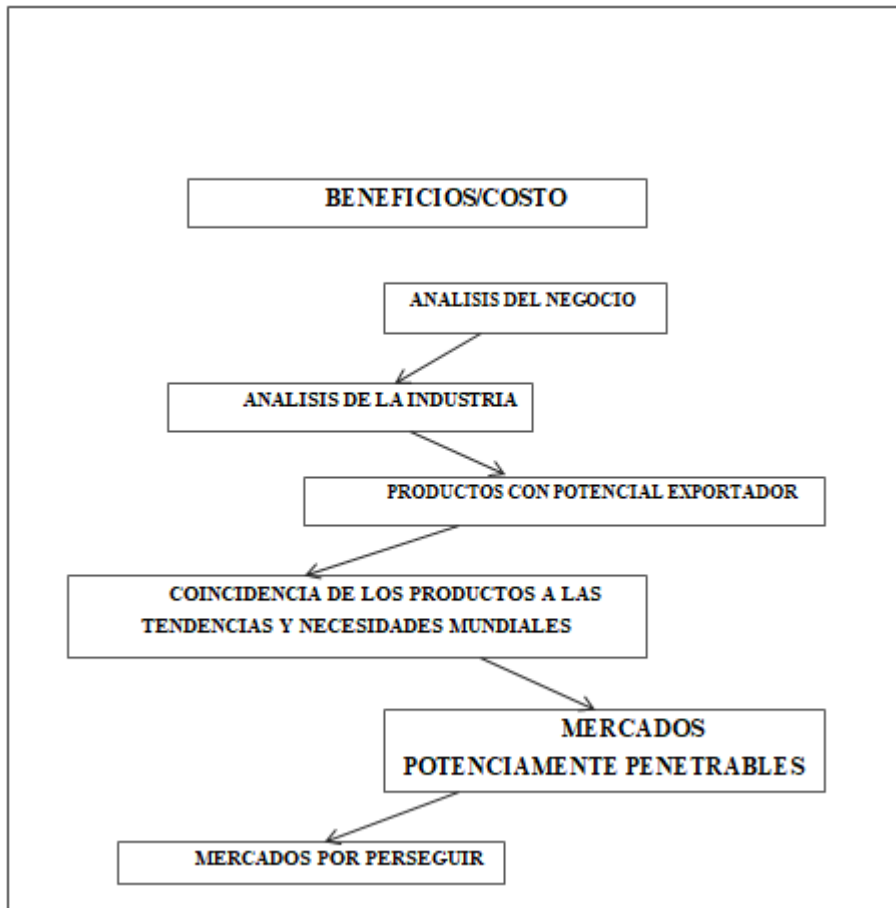 BENEFICIOS/COSTO
ANALISIS DEL NEGOCIO
ANALISIS DE LA INDUSTRIA
PRODUCTOS CON POTENCIAL EXPORTADOR
COINCIDENCIA DE LOS PRODUCTOS A LAS
TENDENCIAS Y NECESIDADES MUNDIALES
MERCADOS
POTENCIAMENTE PENETRABLES
MERCADOS POR PERSEGUIR